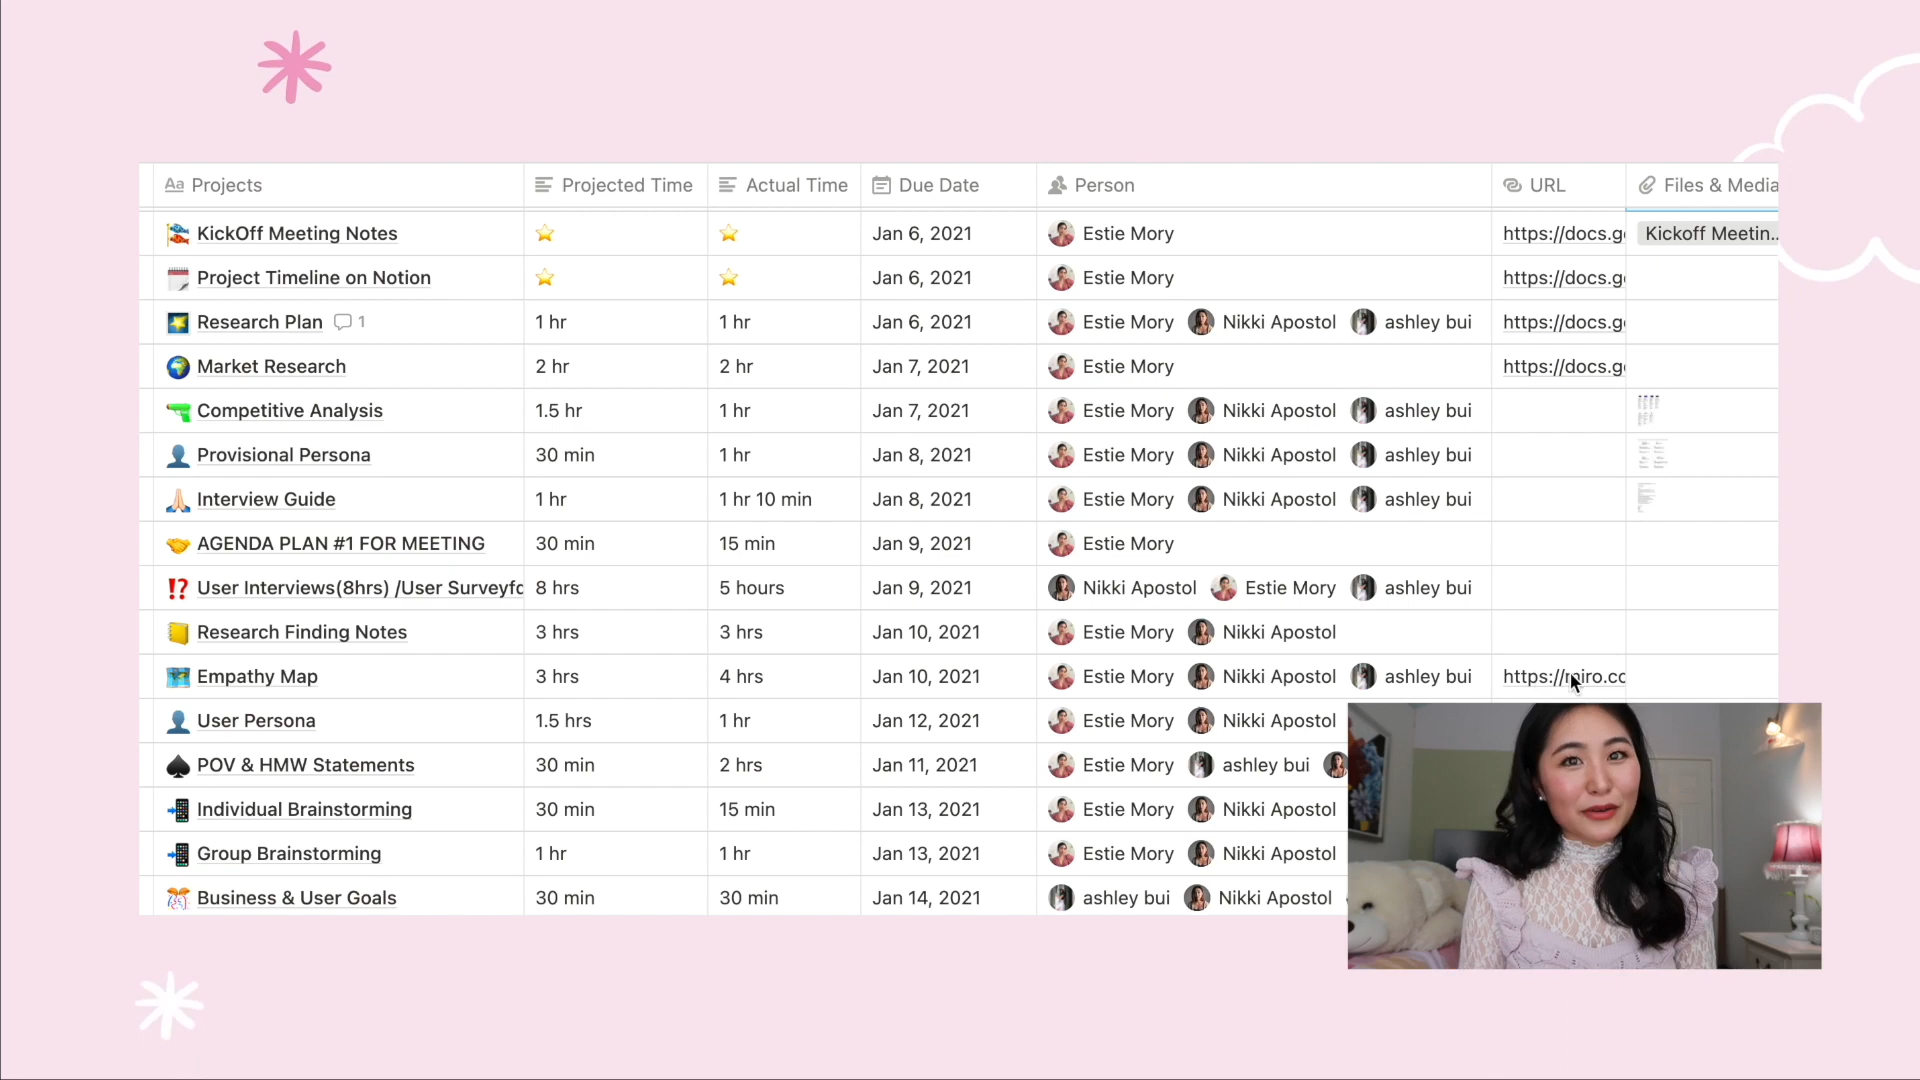 Aa Projects Projected Time Actual Time Due Date Person URL Files & Media
KickOff Meeting Notes Jan 6, 2021 Estie Mory https://docs.g Kickoff Meetin..
Project Timeline on Notion Jan 6, 2021 Estie Mory https://docs.g
Research Plan 1 1 hr 1 hr Jan 6, 2021 Estie Mory Nikki Apostol ashley bui https://docs.g
Market Research 2 hr 2 hr Jan 7, 2021 Estie Mory https://docs.g
Competitive Analysis 1.5 hr 1 hr Jan 7, 2021 Estie Mory Nikki Apostol ashley bui
Provisional Persona 30 min 1 hr Jan 8, 2021 Estie Mory Nikki Apostol ashley bui
Interview Guide 1 hr 1 hr 10 min Jan 8, 2021 Estie Mory Nikki Apostol ashley bui
AGENDA PLAN #1 FOR MEETING 30 min 15 min Jan 9, 2021 Estie Mory
⁉️ User Interviews(8hrs) /User Surveyfo 8 hrs 5 hours Jan 9, 2021 Nikki Apostol Estie Mory ashley bui
Research Finding Notes 3 hrs 3 hrs Jan 10, 2021 Estie Mory Nikki Apostol
Empathy Map 3 hrs 4 hrs Jan 10, 2021 Estie Mory Nikki Apostol ashley bui https://miro.co
User Persona 1.5 hrs 1 hr Jan 12, 2021 Estie Mory Nikki Apostol
POV & HMW Statements 30 min 2 hrs Jan 11, 2021 Estie Mory ashley bui
Individual Brainstorming 30 min 15 min Jan 13, 2021 Estie Mory Nikki Apostol
Group Brainstorming 1 hr 1 hr Jan 13, 2021 Estie Mory Nikki Apostol
Business & User Goals 30 min 30 min Jan 14, 2021 ashley bui Nikki Apostol